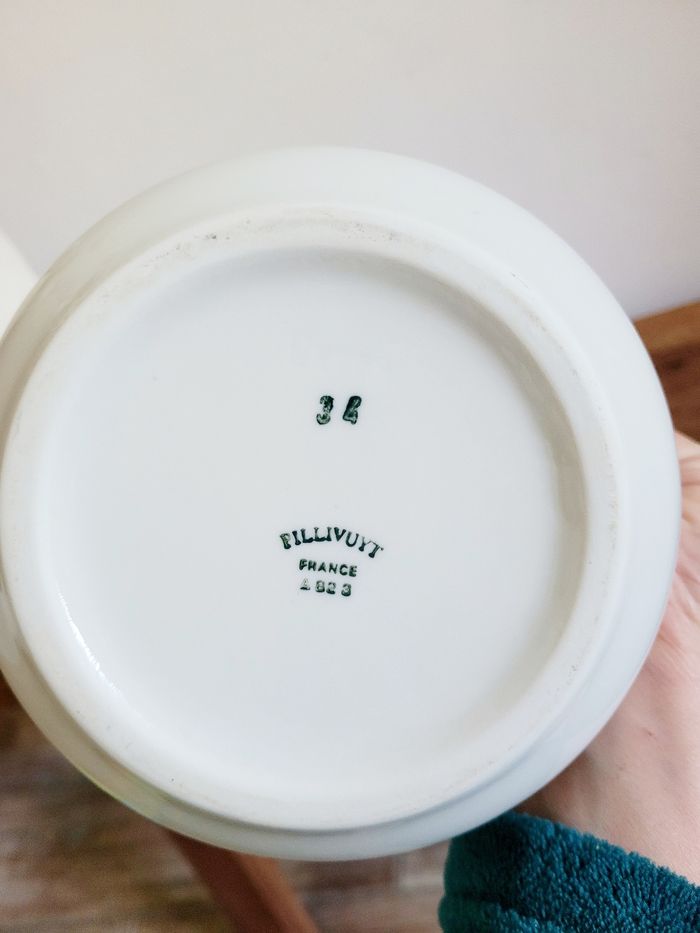 34
PILLIVUYT
FRANCE
A 82 3